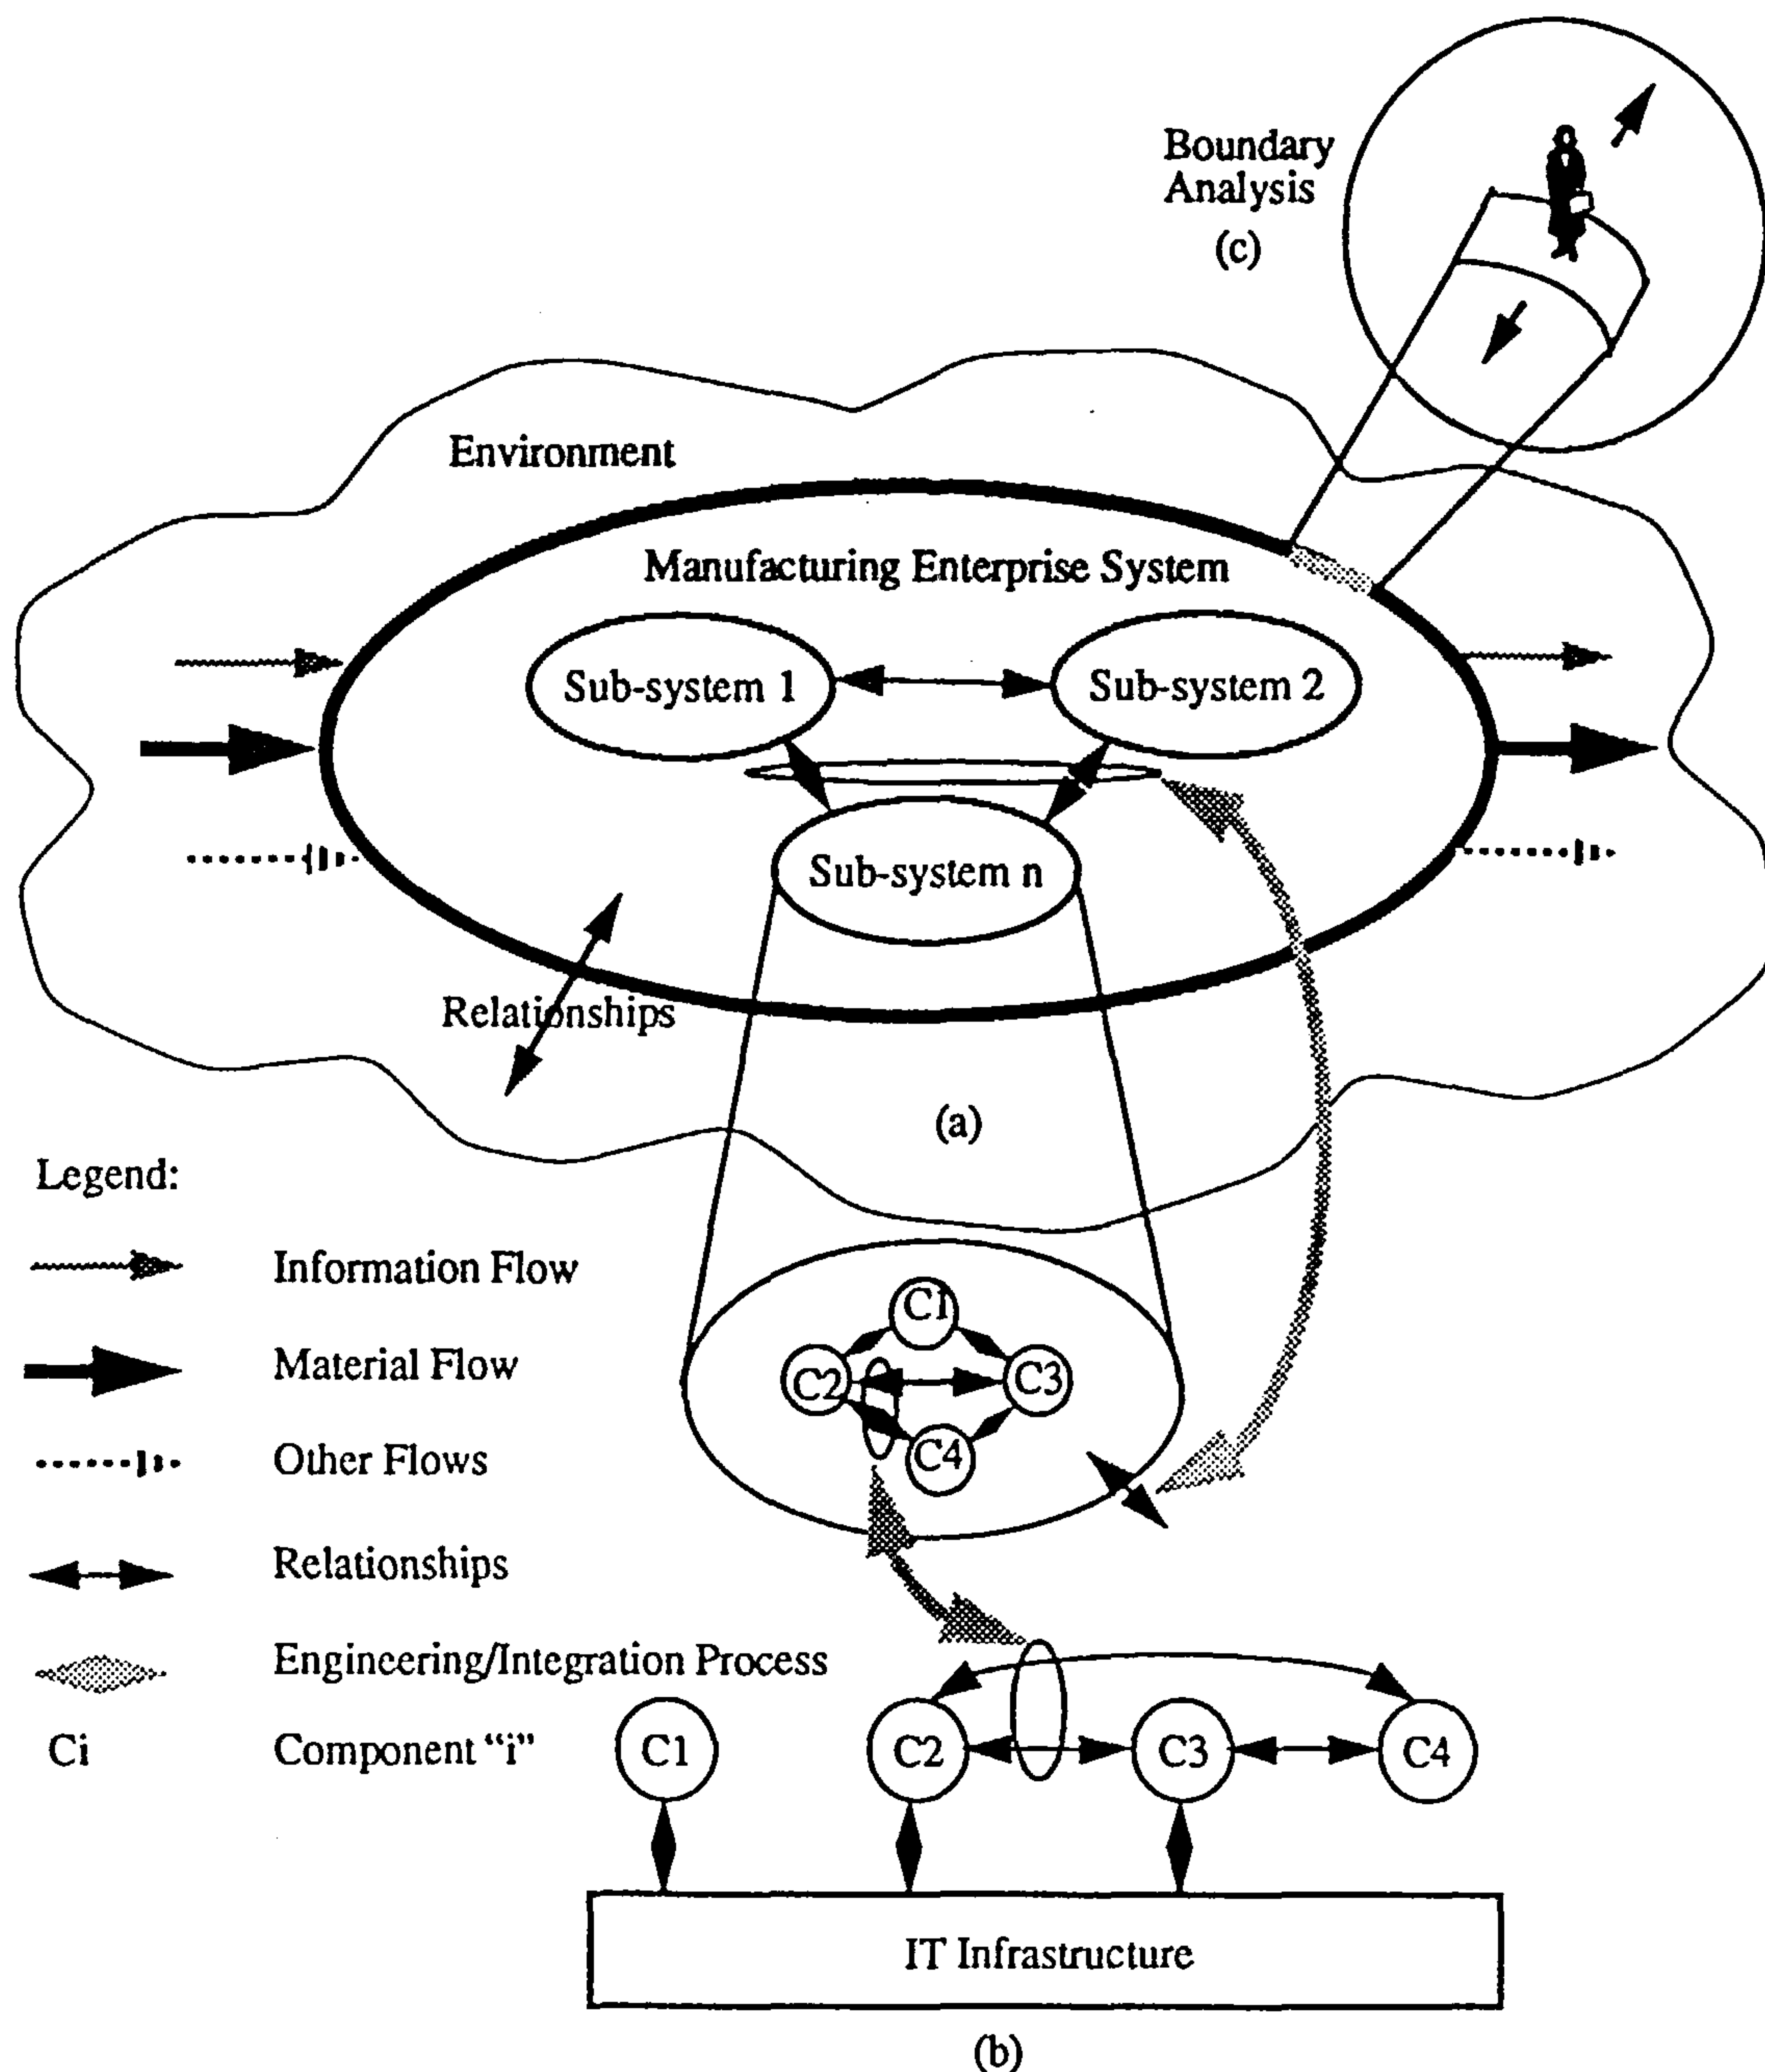 Boundary
Analysis
(c)
Environment
Manufacturing Enterprise System
Sub-system 1
Sub-system 2
Sub-system n
Relationships
(a)
Legend:
Information Flow
Material Flow
Other Flows
Relationships
Engineering/Integration Process
Ci
Component “i”
C1
C2
C3
C4
C1
C2
C3
C4
IT Infrastructure
(b)